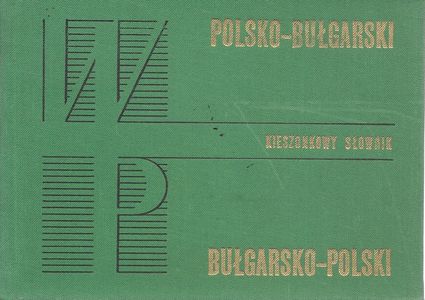 POLSKO-BUŁGARSKI
KIESZONKOWY SŁOWNIK
BUŁGARSKO-POLSKI
WP